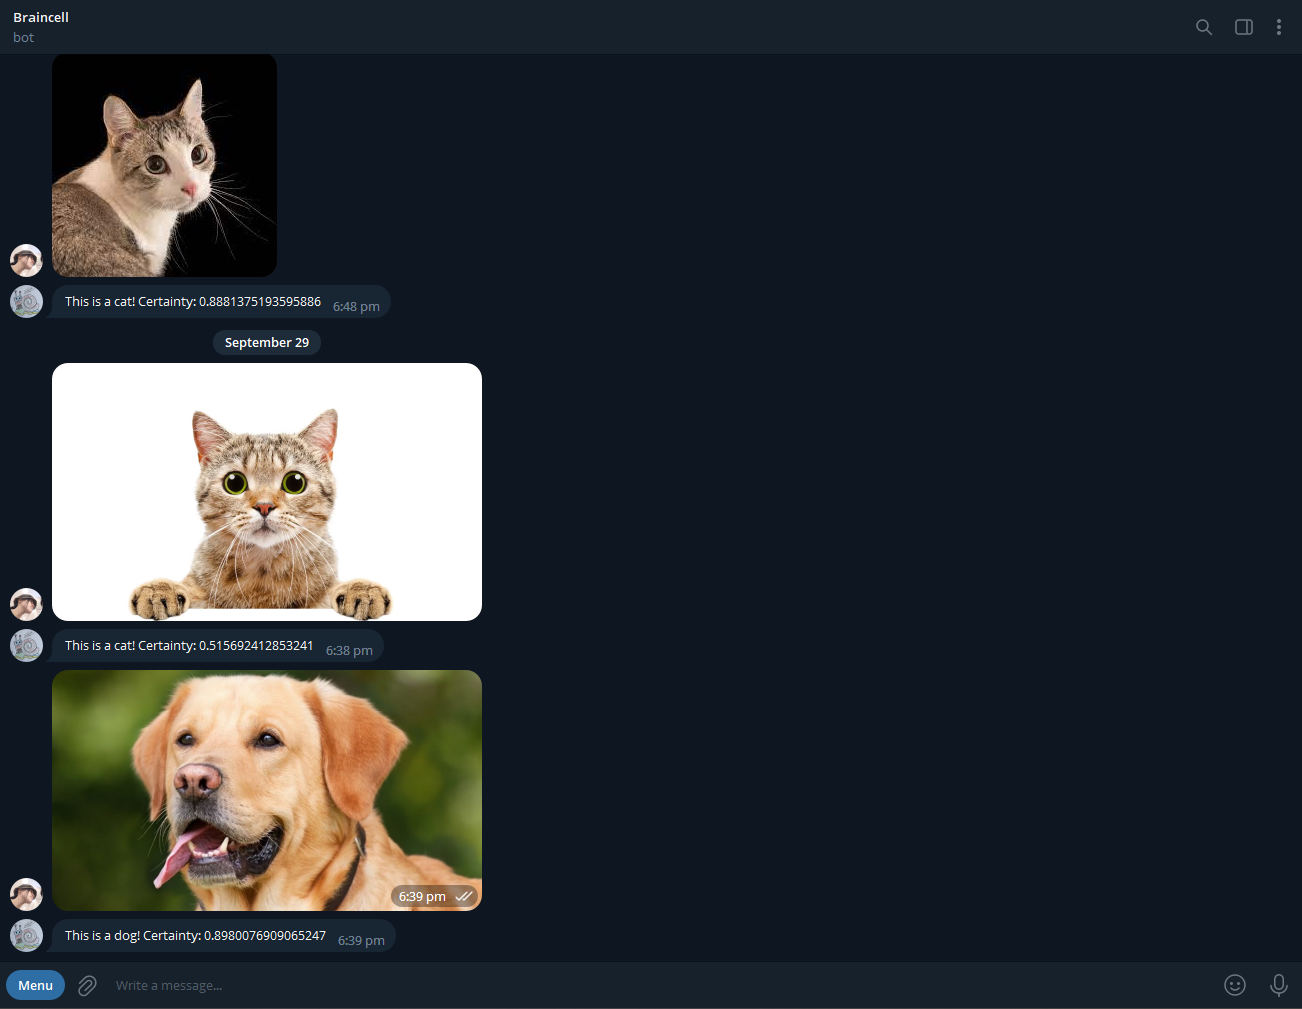 Braincell
bot
This is a cat! Certainty: 0.8881375193595886 6:48 pm
September 29
This is a cat! Certainty: 0.515692412853241 6:38 pm
6:39 pm
This is a dog! Certainty: 0.8980076909065247 6:39 pm
Menu
Write a message...